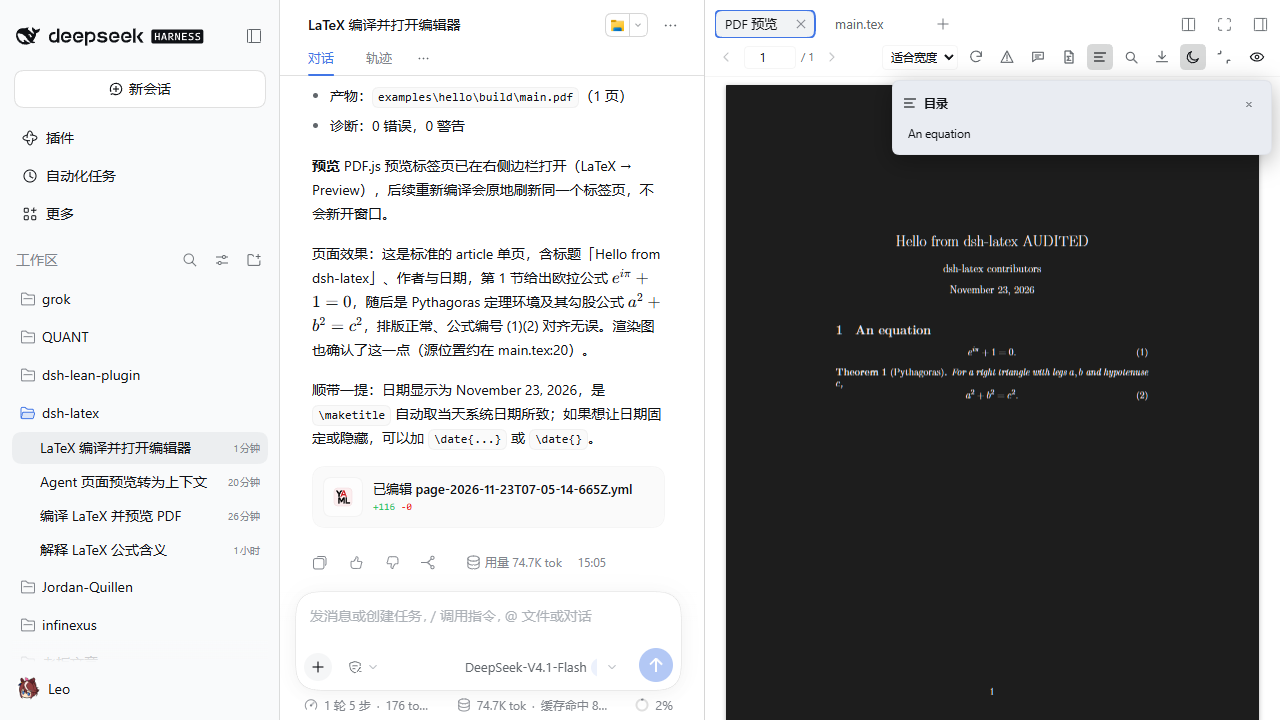 deepseek HARNESS
新会话
插件
自动化任务
更多
工作区
grok
QUANT
dsh-lean-plugin
dsh-latex
LaTeX 编译并打开编辑器 1分钟
Agent 页面预览转为上下文 20分钟
编译 LaTeX 并预览 PDF 26分钟
解释 LaTeX 公式含义 1小时
Jordan-Quillen
infinexus
Leo
LaTeX 编译并打开编辑器
对话 轨迹 ···
产物：examples\hello\build\main.pdf（1 页）
诊断：0 错误，0 警告
预览 PDF.js 预览标签页已在右侧边栏打开（LaTeX →
Preview），后续重新编译会原地刷新同一个标签页，不
会新开窗口。
页面效果：这是标准的 article 单页，含标题「Hello from
dsh-latex」、作者与日期，第 1 节给出欧拉公式 e^{iπ} +
1 = 0，随后是 Pythagoras 定理环境及其勾股公式 a² +
b² = c²，排版正常、公式编号 (1)(2) 对齐无误。渲染图
也确认了这一点（源位置约在 main.tex:20）。
顺带一提：日期显示为 November 23, 2026，是
\maketitle 自动取当天系统日期所致；如果想让日期固
定或隐藏，可以加 \date{...} 或 \date{}。
YAML
已编辑 page-2026-11-23T07-05-14-665Z.yml
+116 -0
用量 74.7K tok 15:05
发消息或创建任务, / 调用指令, @ 文件或对话
DeepSeek-V4.1-Flash
1 轮 5 步 · 176 to... 74.7K tok · 缓存命中 8... 2%
PDF 预览 main.tex
1 / 1 适合宽度
目录
An equation
Hello from dsh-latex AUDITED
dsh-latex contributors
November 23, 2026
1 An equation
e^{iπ} + 1 = 0. (1)
Theorem 1 (Pythagoras). For a right triangle with legs a, b and hypotenuse
c,
a² + b² = c². (2)
1